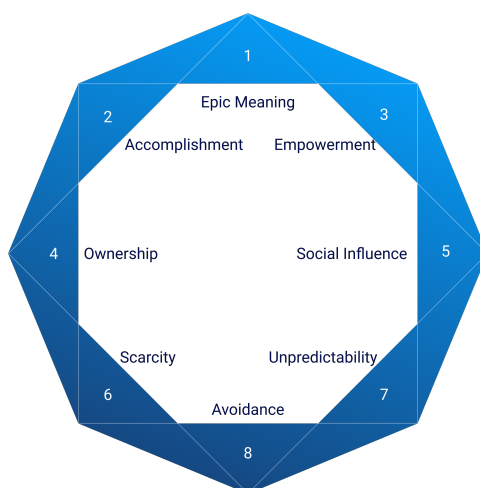 1
Epic Meaning
2
3
Accomplishment
Empowerment
4
Ownership
Social Influence
5
Scarcity
Unpredictability
6
7
Avoidance
8